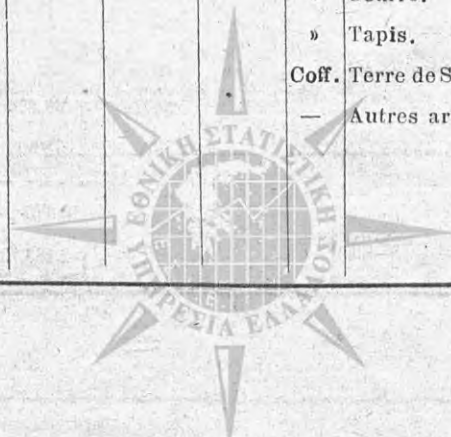 » Tapis.
Coff. Terre de S
— Autres ar
ΕΘΝΙΚΗ ΣΤΑΤΙΣΤΙΚΗ
ΥΠΗΡΕΣΙΑ ΕΛΛΑΔΟΣ